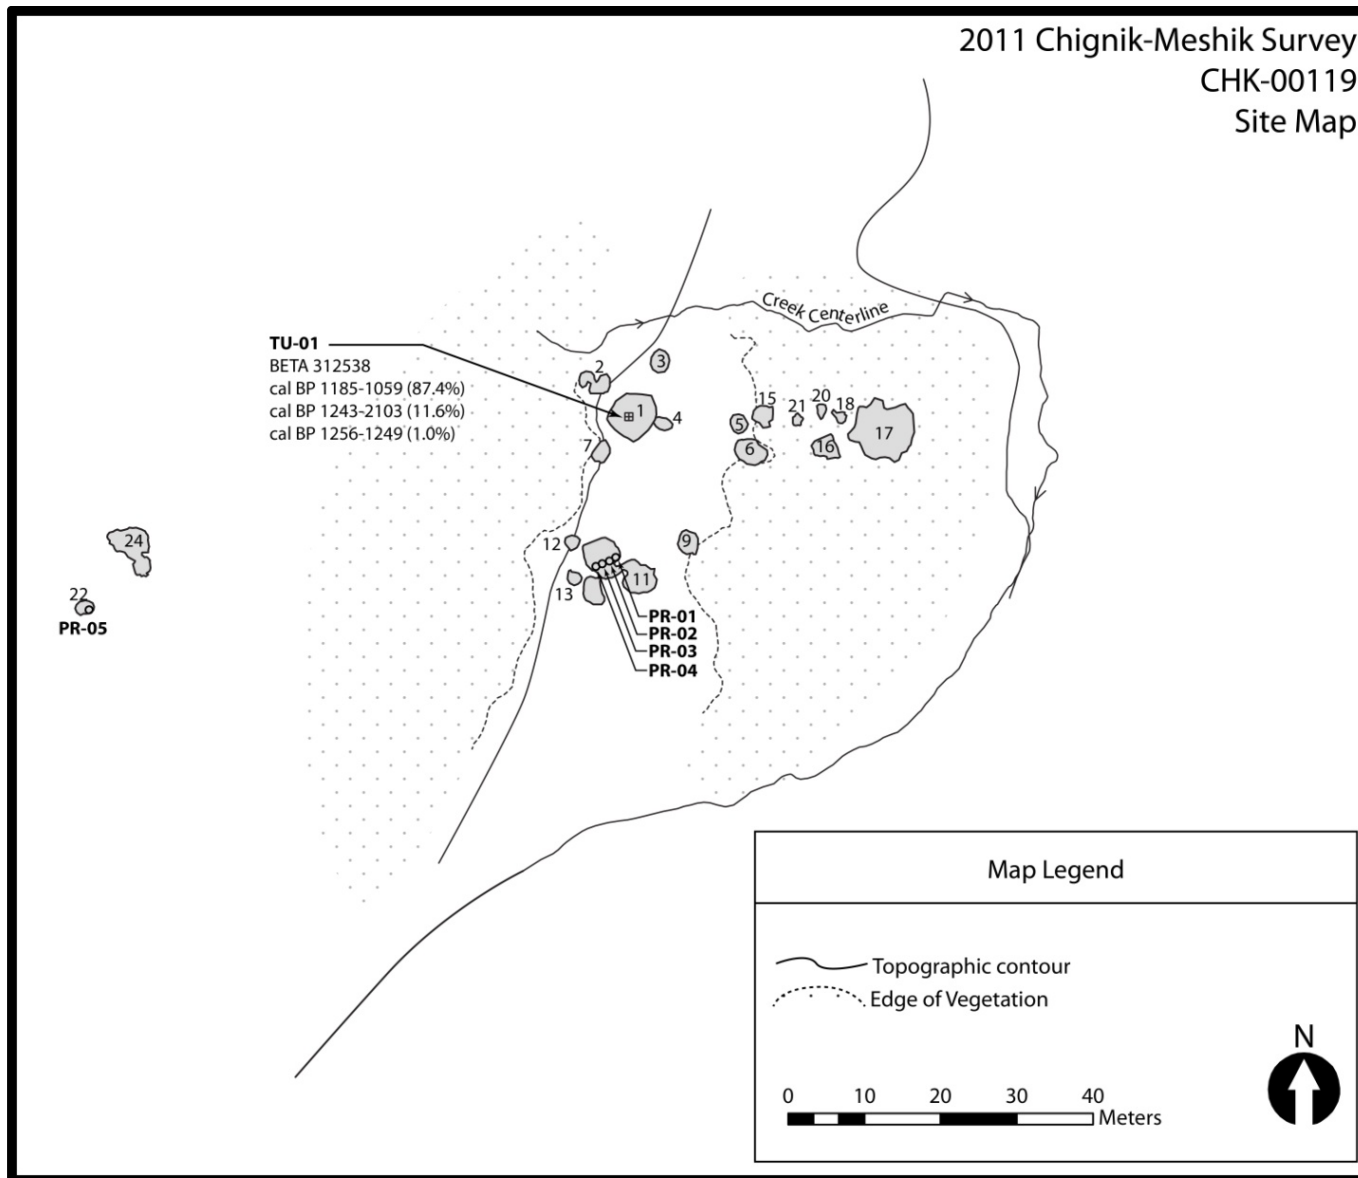 2011 Chignik-Meshik Survey
CHK-00119
Site Map
Creek Centerline
TU-01
BETA 312538
cal BP 1185-1059 (87.4%)
cal BP 1243-2103 (11.6%)
cal BP 1256-1249 (1.0%)
2
3
1
4
7
5
15
21
20
18
6
16
17
12
9
24
13
11
22
PR-05
PR-01
PR-02
PR-03
PR-04
Map Legend
Topographic contour
Edge of Vegetation
N
0 10 20 30 40
Meters